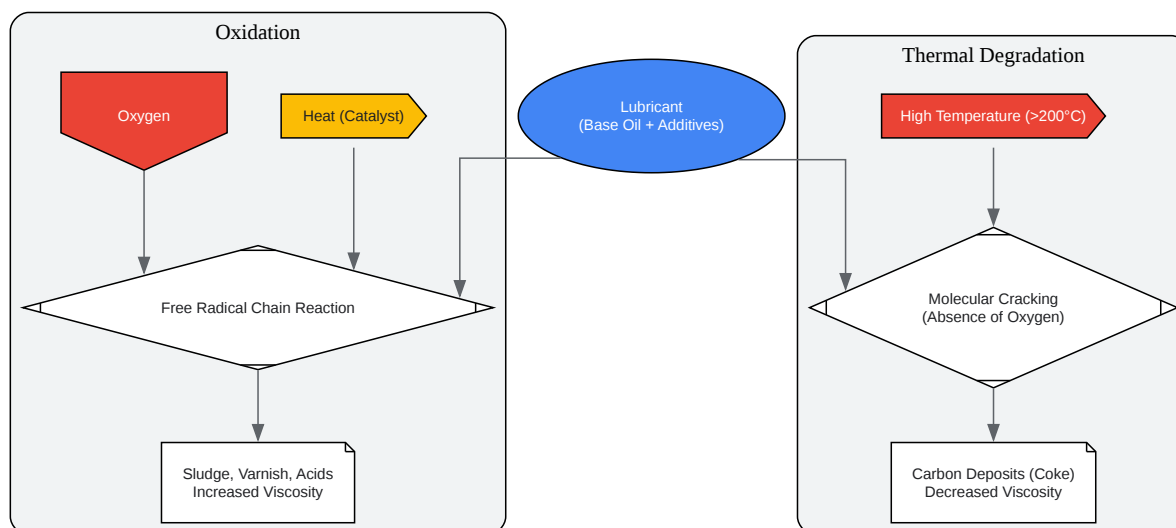 Oxidation
Oxygen
Heat (Catalyst)
Free Radical Chain Reaction
Sludge, Varnish, Acids
Increased Viscosity
Lubricant
(Base Oil + Additives)
Thermal Degradation
High Temperature (>200°C)
Molecular Cracking
(Absence of Oxygen)
Carbon Deposits (Coke)
Decreased Viscosity